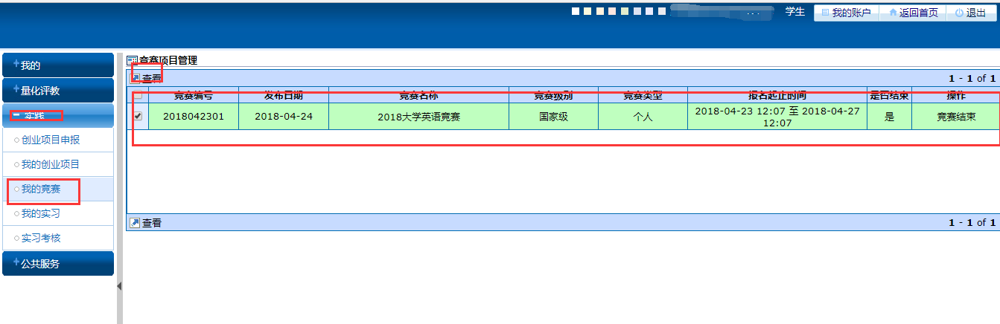 学生 我的账户 返回首页 退出
我的
量化评教
实践
创业项目申报
我的创业项目
我的竞赛
我的实习
实习考核
公共服务
竞赛项目管理
查看 1 - 1 of 1
竞赛编号 发布日期 竞赛名称 竞赛级别 竞赛类型 报名起止时间 是否结束 操作
2018042301 2018-04-24 2018大学英语竞赛 国家级 个人 2018-04-23 12:07 至 2018-04-27 是 竞赛结束
12:07
查看 1 - 1 of 1